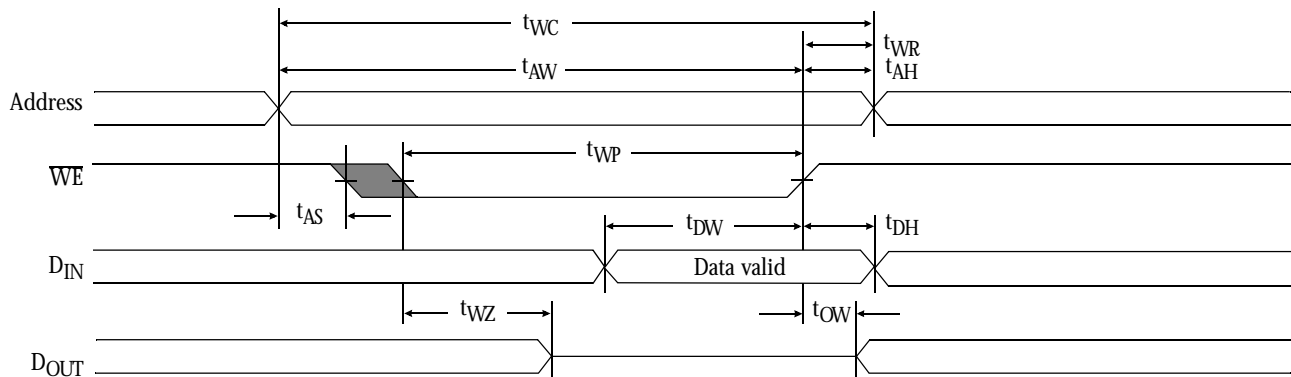 tWC
tWR
tAW
tAH
Address
tWP
WE
tAS
tDW
tDH
DIN
Data valid
tWZ
tOW
DOUT